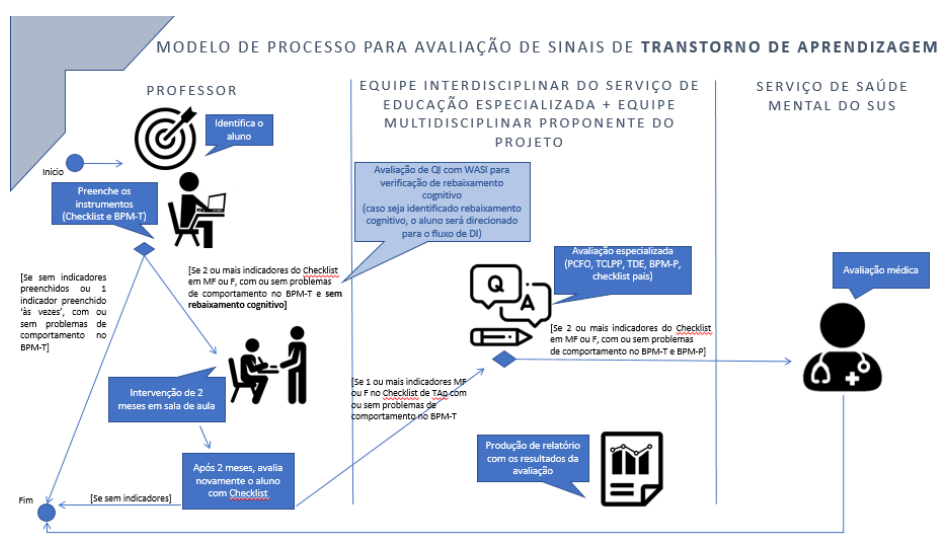 MODELO DE PROCESSO PARA AVALIAÇÃO DE SINAIS DE TRANSTORNO DE APRENDIZAGEM
PROFESSOR
EQUIPE INTERDISCIPLINAR DO SERVIÇO DE
EDUCAÇÃO ESPECIALIZADA + EQUIPE
MULTIDISCIPLINAR PROPONENTE DO
PROJETO
SERVIÇO DE SAÚDE
MENTAL DO SUS
Identifica o
aluno
Inicio
Preenche os
instrumentos
(Checklist e BPM-T)
Avaliação de QI com WASI para
verificação de rebaixamento
cognitivo
(caso seja identificado rebaixamento
cognitivo, o aluno será direcionado
para o fluxo de DI)
Avaliação especializada
(PCFO, TCLPP, TDE, BPM-P,
checklist pais)
Q
A
Avaliação médica
[Se sem indicadores
preenchidos ou 1
indicador preenchido
'às vezes', com ou
sem problemas de
comportamento no
BPM-T]
[Se 2 ou mais indicadores do Checklist
em MF ou F, com ou sem problemas
de comportamento no BPM-T e sem
rebaixamento cognitivo]
[Se 2 ou mais indicadores do Checklist
em MF ou F, com ou sem problemas
de comportamento no BPM-T e BPM-P]
Intervenção de 2
meses em sala de aula
[Se 1 ou mais indicadores MF
ou F no Checklist de TAp com
ou sem problemas de
comportamento no BPM-T
Produção de relatório
com os resultados da
avaliação
Após 2 meses, avalia
novamente o aluno
com Checklist
Fim
[Se sem indicadores]